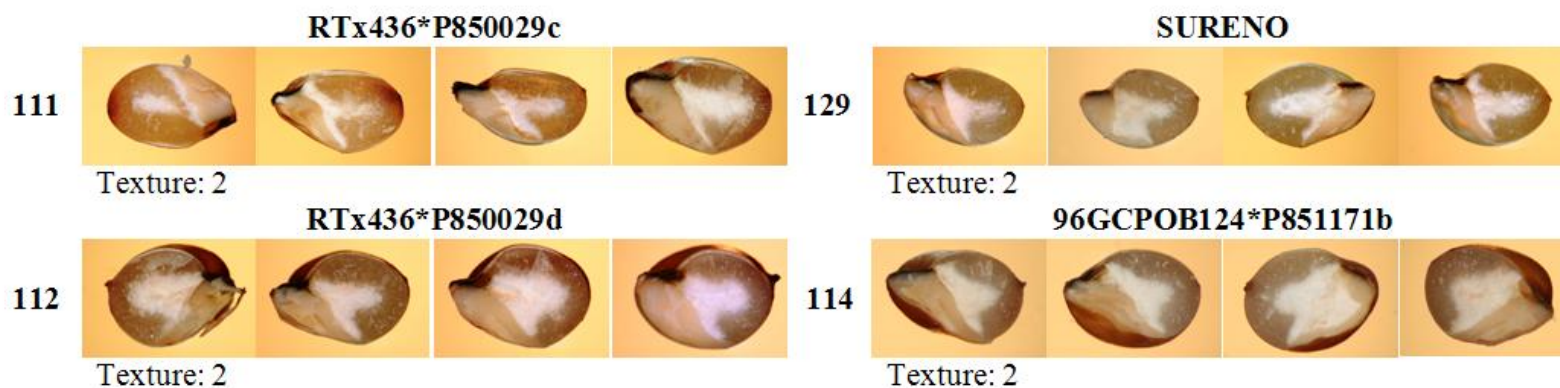 RTx436*P850029c
111
Texture: 2
SURENO
129
Texture: 2
RTx436*P850029d
112
Texture: 2
96GCPOB124*P851171b
114
Texture: 2